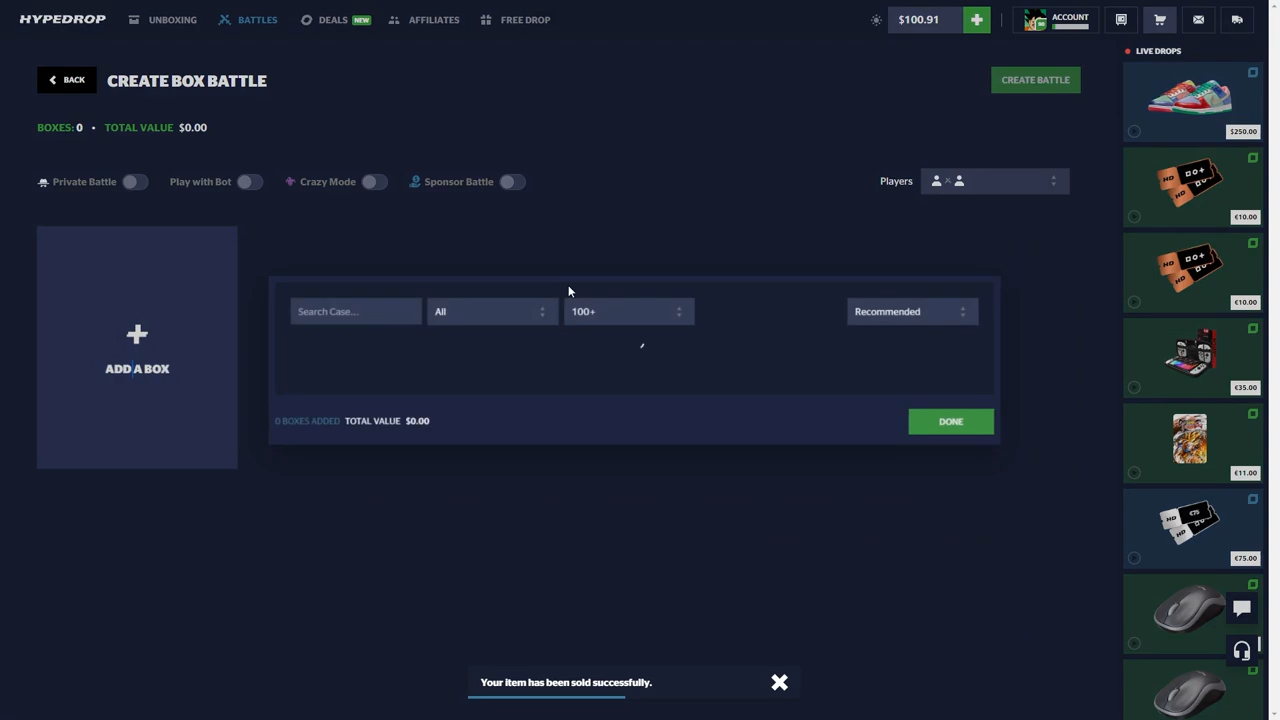 HYPEDROP UNBOXING BATTLES DEALS NEW AFFILIATES FREE DROP $100.91 ACCOUNT
LIVE DROPS
BACK CREATE BOX BATTLE CREATE BATTLE
BOXES: 0 • TOTAL VALUE $0.00
$250.00
Private Battle Play with Bot Crazy Mode Sponsor Battle Players
€10.00
€10.00
Search Case... All 100+ Recommended
ADD A BOX
€35.00
0 BOXES ADDED TOTAL VALUE $0.00 DONE
€11.00
€75
€75.00
Your item has been sold successfully.